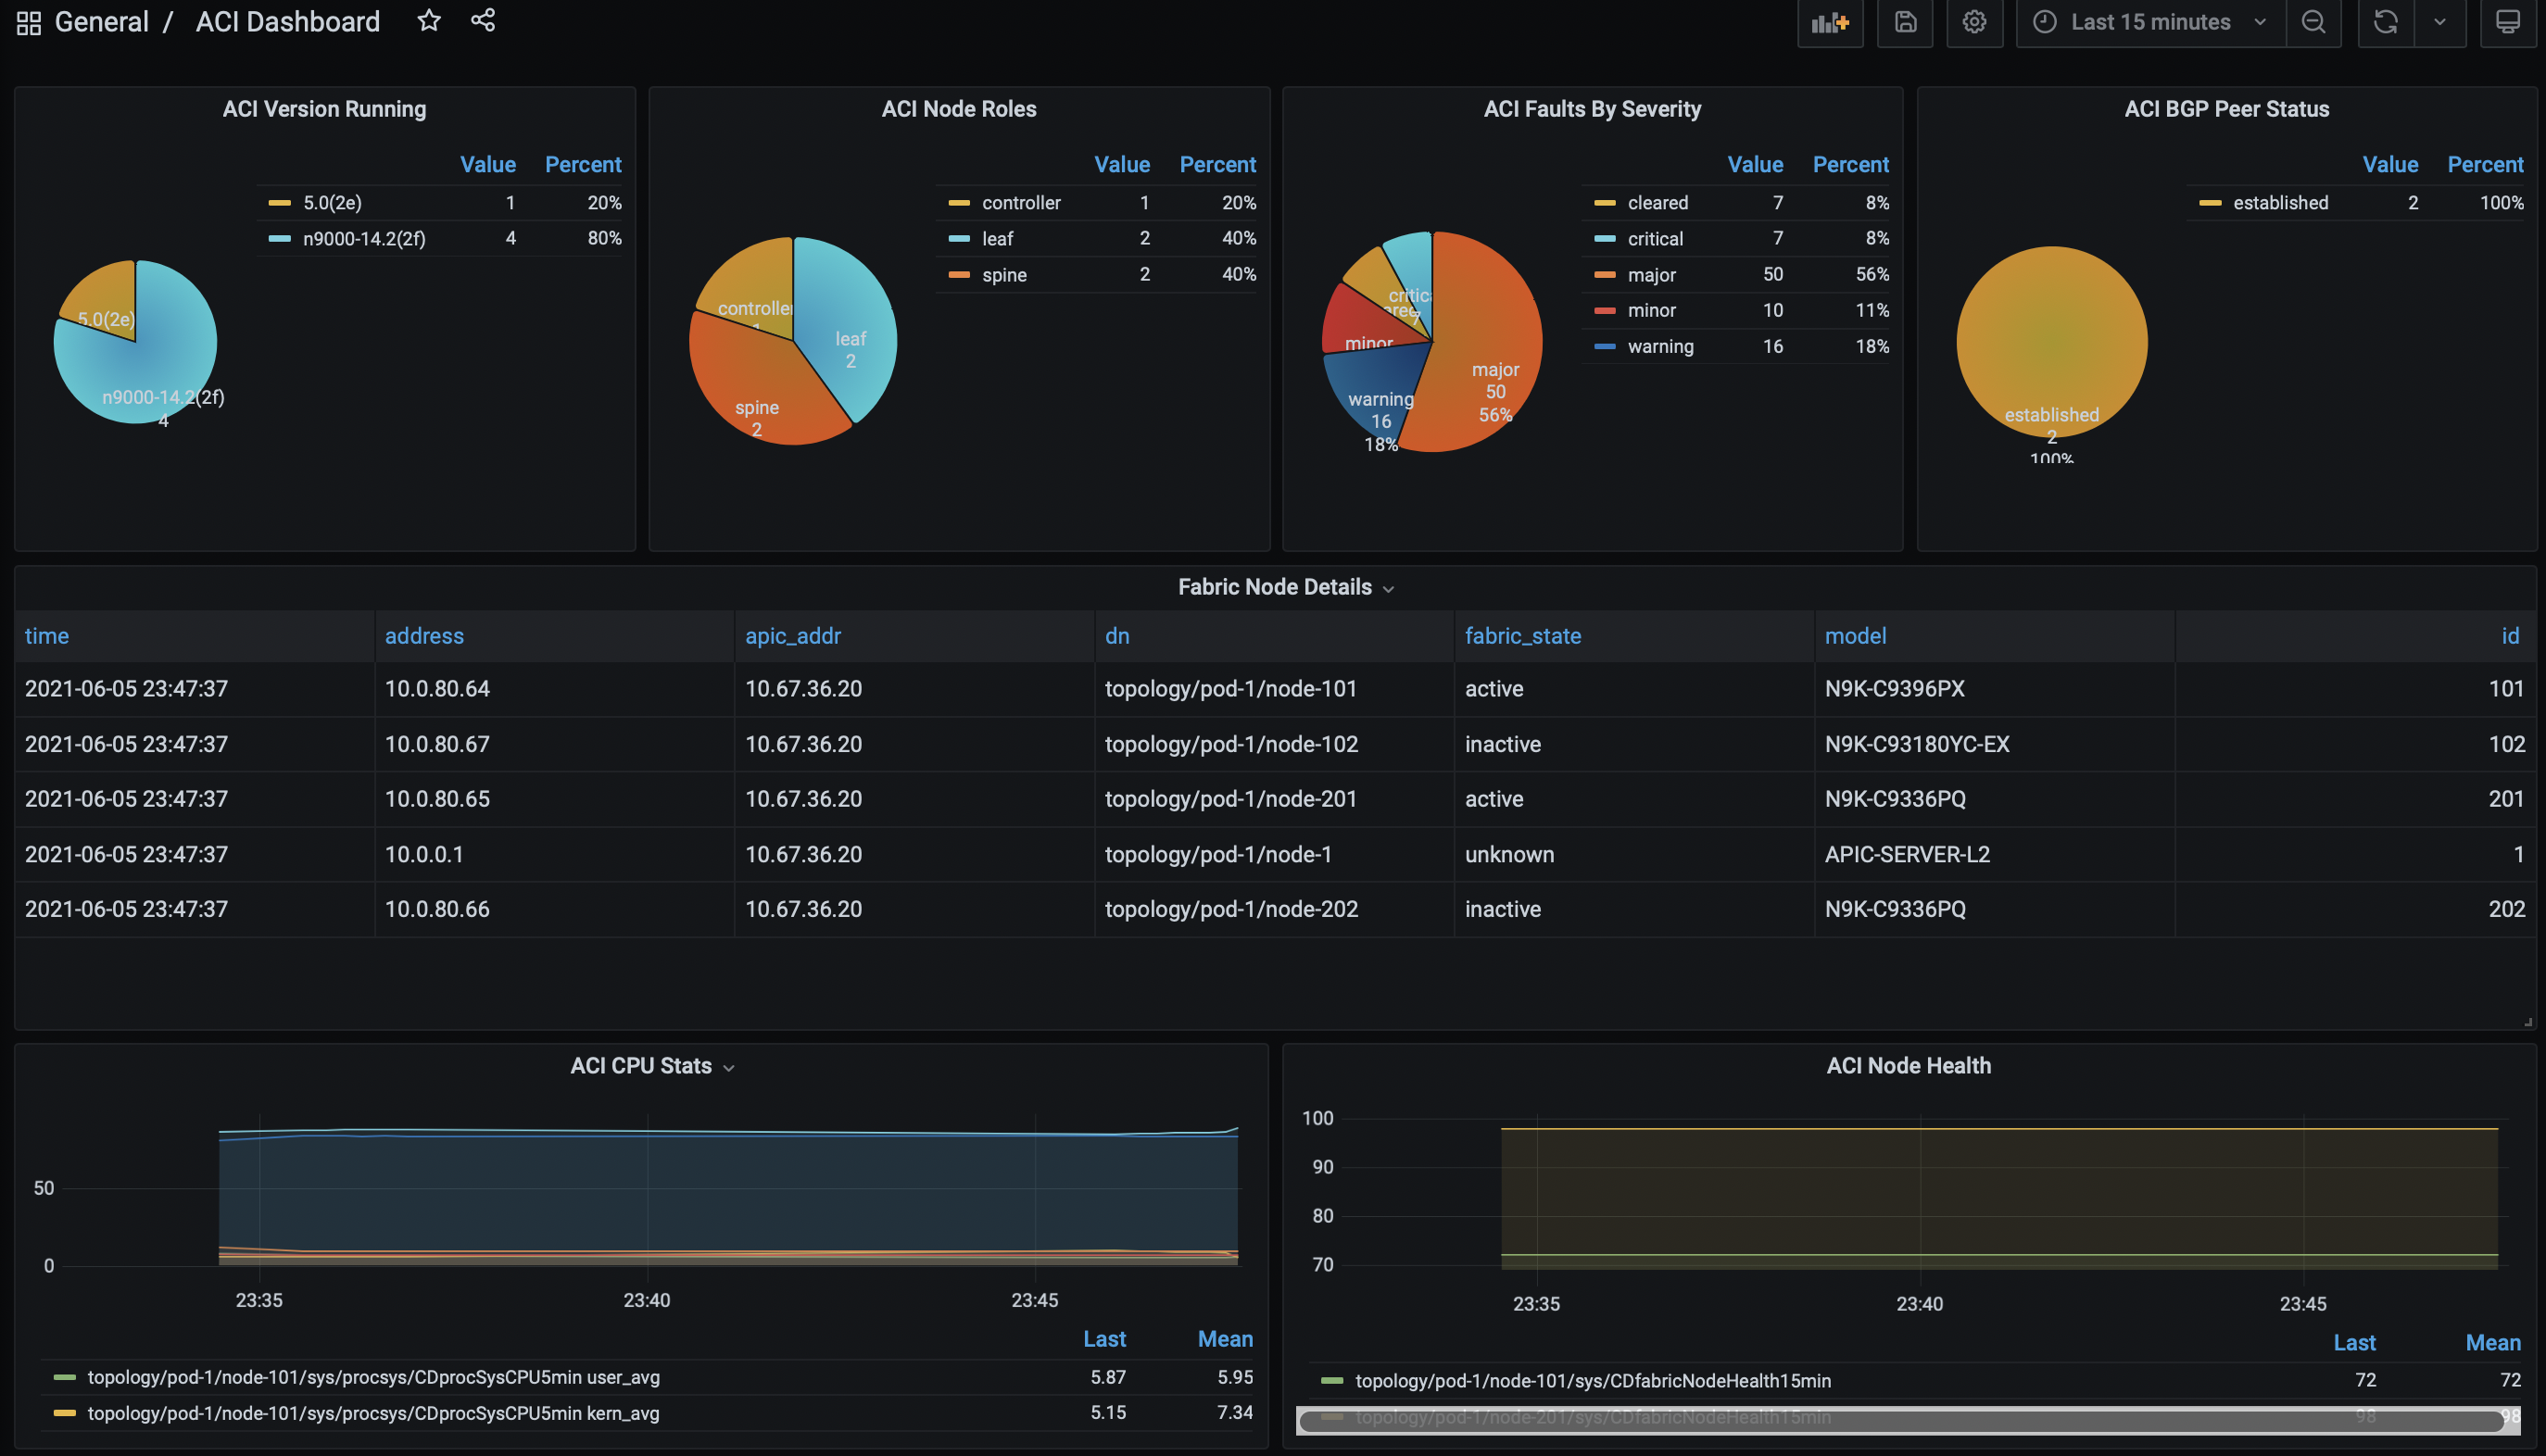 General / ACI Dashboard
Last 15 minutes
ACI Version Running
Value Percent
5.0(2e) 1 20%
n9000-14.2(2f) 4 80%
5.0(2e)
n9000-14.2(2f)
4
ACI Node Roles
Value Percent
controller 1 20%
leaf 2 40%
spine 2 40%
controller
1
leaf
2
spine
2
ACI Faults By Severity
Value Percent
cleared 7 8%
critical 7 8%
major 50 56%
minor 10 11%
warning 16 18%
critic
7
minor
major
50
56%
warning
16
18%
ACI BGP Peer Status
Value Percent
established 2 100%
established
2
100%
Fabric Node Details
time address apic_addr dn fabric_state model id
2021-06-05 23:47:37 10.0.80.64 10.67.36.20 topology/pod-1/node-101 active N9K-C9396PX 101
2021-06-05 23:47:37 10.0.80.67 10.67.36.20 topology/pod-1/node-102 inactive N9K-C93180YC-EX 102
2021-06-05 23:47:37 10.0.80.65 10.67.36.20 topology/pod-1/node-201 active N9K-C9336PQ 201
2021-06-05 23:47:37 10.0.0.1 10.67.36.20 topology/pod-1/node-1 unknown APIC-SERVER-L2 1
2021-06-05 23:47:37 10.0.80.66 10.67.36.20 topology/pod-1/node-202 inactive N9K-C9336PQ 202
ACI CPU Stats
50
0
23:35 23:40 23:45
Last Mean
topology/pod-1/node-101/sys/procsys/CDprocSysCPU5min user_avg 5.87 5.95
topology/pod-1/node-101/sys/procsys/CDprocSysCPU5min kern_avg 5.15 7.34
ACI Node Health
100
90
80
70
23:35 23:40 23:45
Last Mean
topology/pod-1/node-101/sys/CDfabricNodeHealth15min 72 72
topology/pod-1/node-201/sys/CDfabricNodeHealth15min 98 98